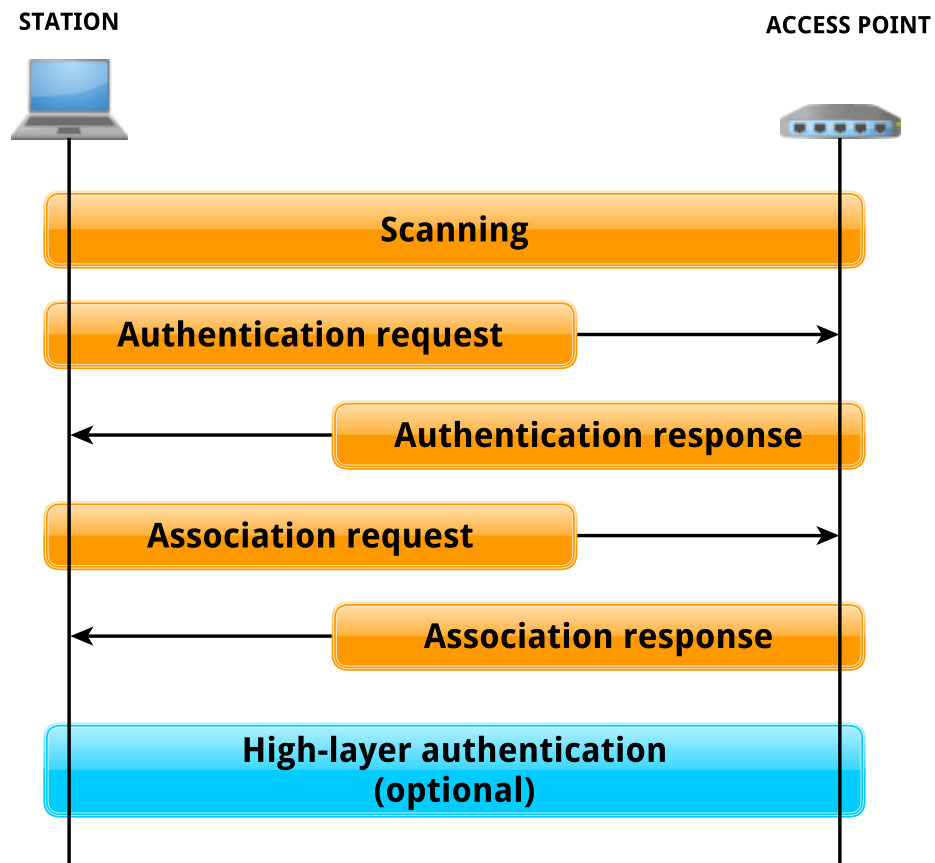 STATION
ACCESS POINT
Scanning
Authentication request
Authentication response
Association request
Association response
High-layer authentication
(optional)